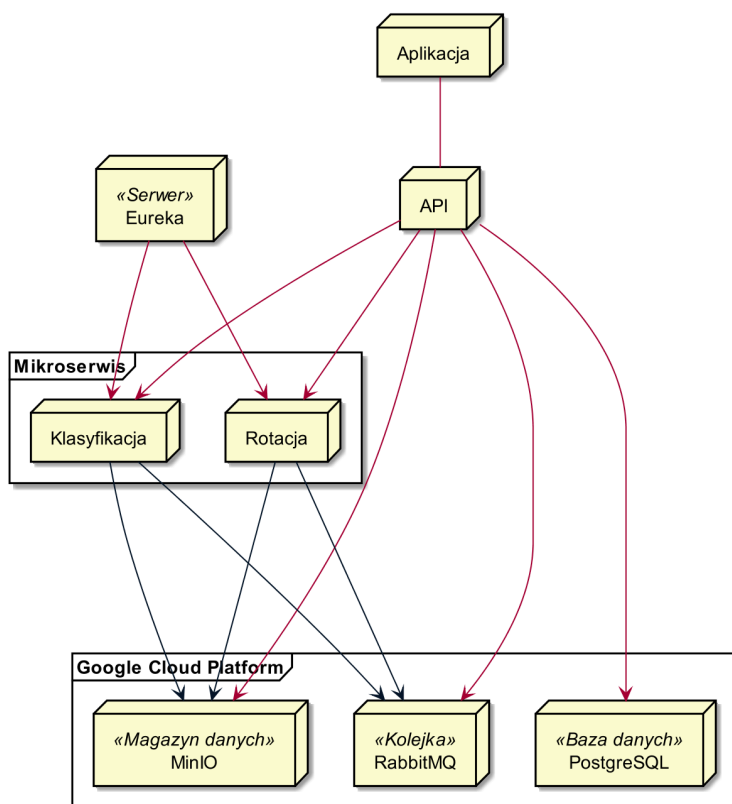 Aplikacja
«Serwer»
Eureka
API
Mikroserwis
Klasyfikacja
Rotacja
Google Cloud Platform
«Magazyn danych»
MinIO
«Kolejka»
RabbitMQ
«Baza danych»
PostgreSQL